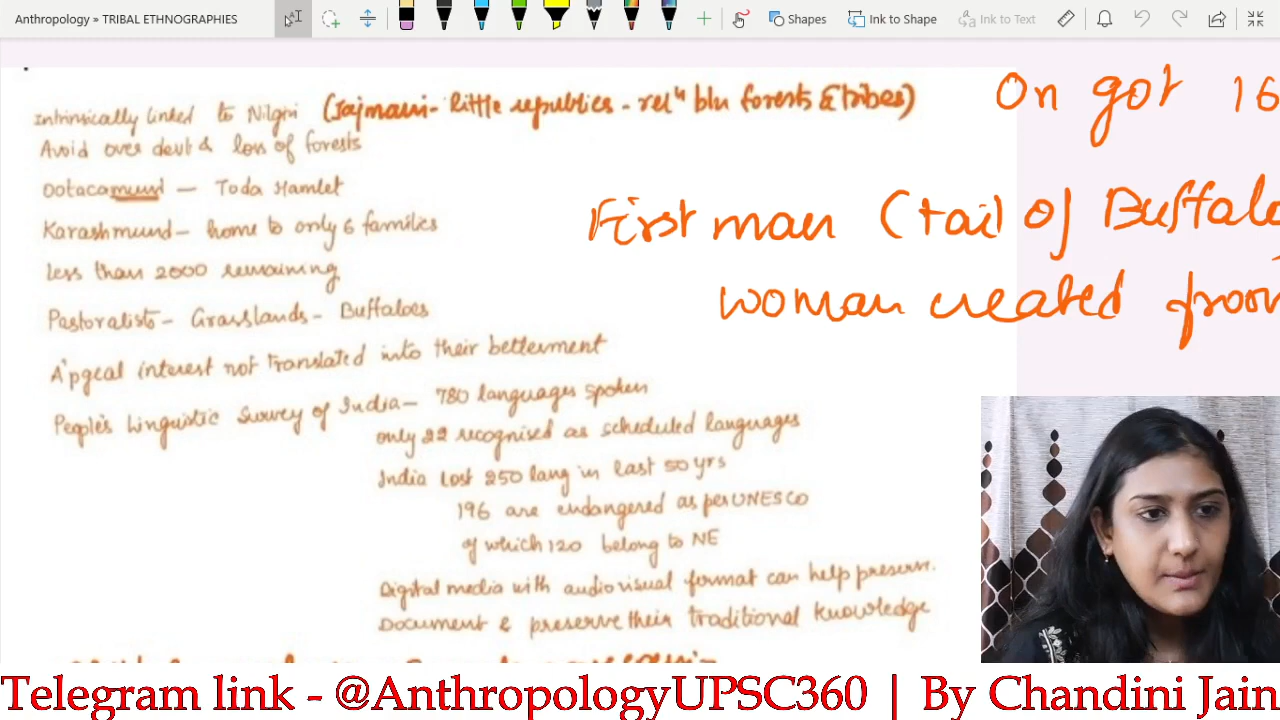 Anthropology » TRIBAL ETHNOGRAPHIES
Shapes
Ink to Shape
Ink to Text
Intrinsically linked to Nilgiri (Jajmani- little republics - relⁿ b/w forests & tribes)
On got 16
Avoid over devt & loss of forests
Ootacamund — Toda Hamlet
First man (tail of Buffalo
Karashmund - home to only 6 families
less than 2000 remaining
woman created from
Pastoralists - Grasslands - Buffaloes
A'pgcal interest not translated into their betterment
People's Linguistic Survey of India - 780 languages spoken
only 22 recognised as scheduled languages
India lost 250 lang in last 50 yrs
196 are endangered as per UNESCO
of which 120 belong to NE
Digital media with audiovisual format can help preserv.
Document & preserve their traditional knowledge
Telegram link - @AnthropologyUPSC360 | By Chandini Jain